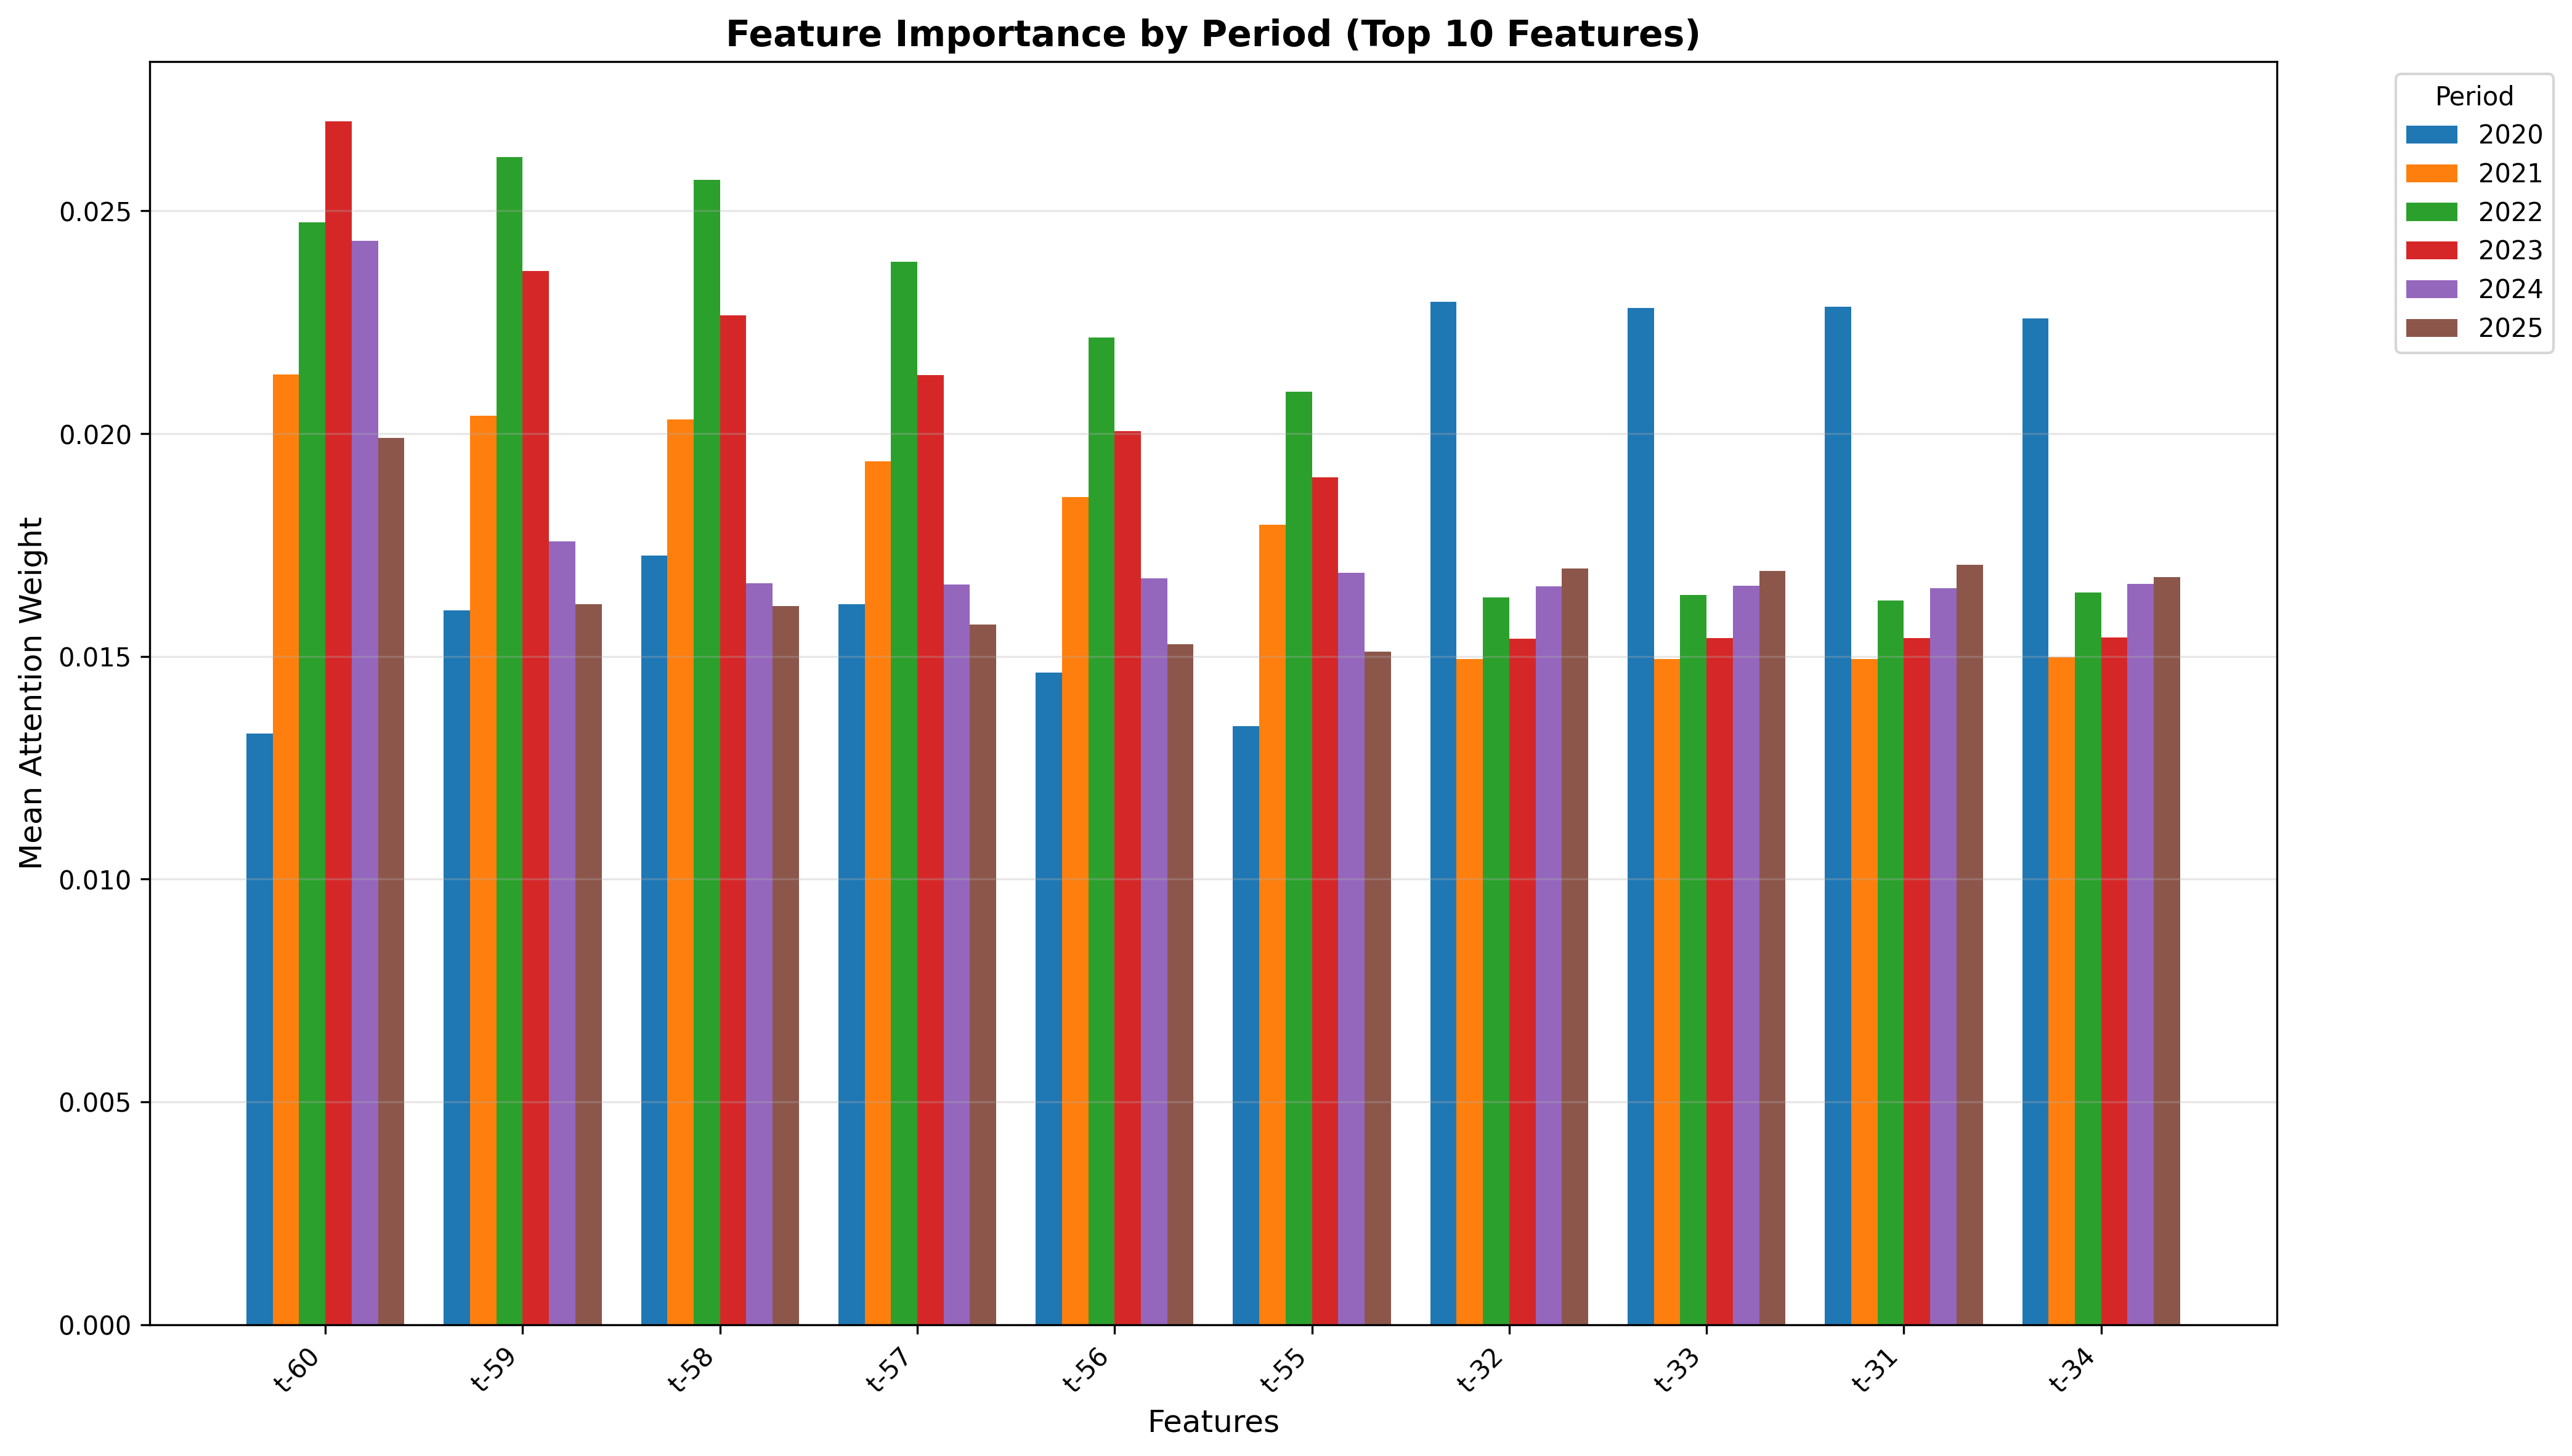 Feature Importance by Period (Top 10 Features)
Period
2020
2021
2022
2023
2024
2025
Mean Attention Weight
0.025
0.020
0.015
0.010
0.005
0.000
t-60
t-59
t-58
t-57
t-56
t-55
t-32
t-33
t-31
t-34
Features